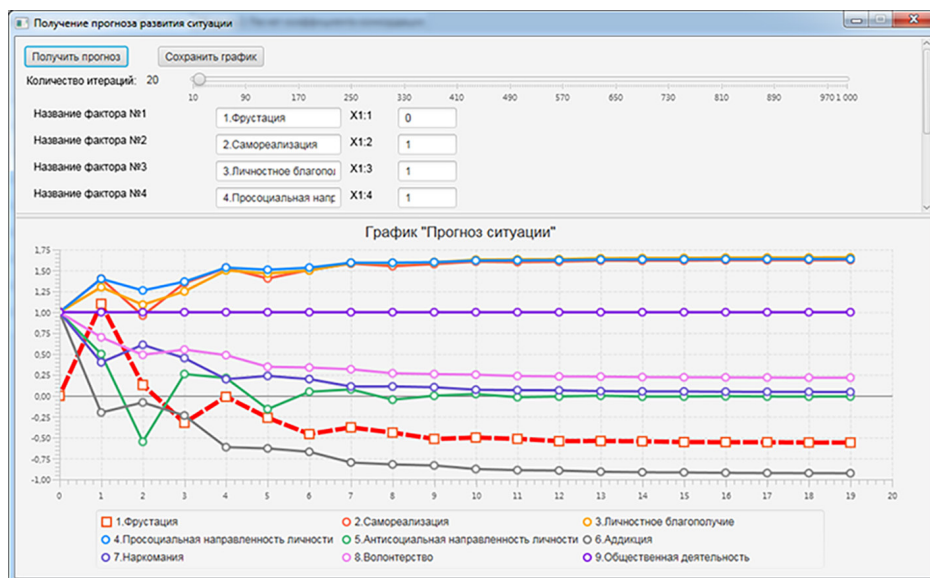 Получение прогноза развития ситуации
Получить прогноз Сохранить график
Количество итераций: 20
10 90 170 250 330 410 490 570 650 730 810 890 970 1 000
Название фактора №1 1.Фрустация X1:1 0
Название фактора №2 2.Самореализация X1:2 1
Название фактора №3 3.Личностное благопол X1:3 1
Название фактора №4 4.Просоциальная напр X1:4 1
График "Прогноз ситуации"
1,75
1,50
1,25
1,00
0,75
0,50
0,25
0,00
-0,25
-0,50
-0,75
-1,00
0 1 2 3 4 5 6 7 8 9 10 11 12 13 14 15 16 17 18 19 20
1.Фрустация 2.Самореализация 3.Личностное благополучие
4.Просоциальная направленность личности 5.Антисоциальная направленность личности 6.Аддикция
7.Наркомания 8.Волонтерство 9.Общественная деятельность